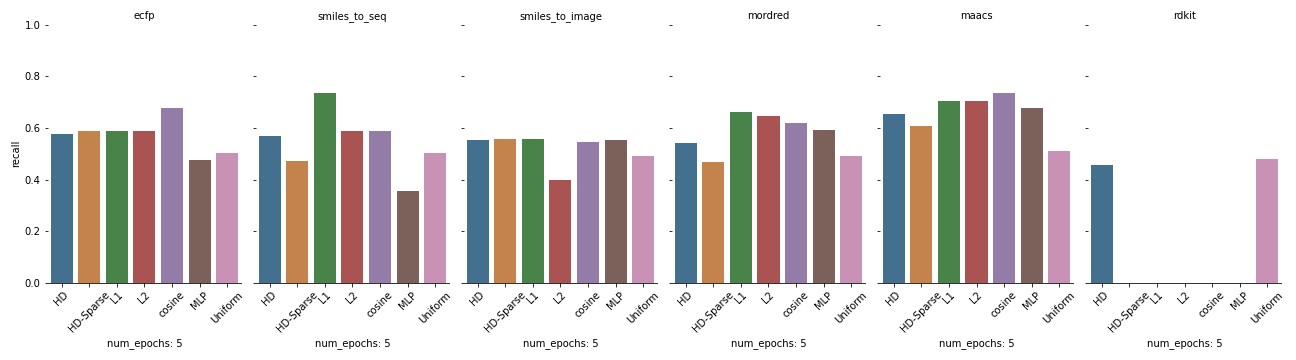 ecfp smiles_to_seq smiles_to_image mordred maacs rdkit
1.0
0.8
0.6
0.4
0.2
0.0
recall
HD HD-Sparse L1 L2 cosine MLP Uniform HD HD-Sparse L1 L2 cosine MLP Uniform HD HD-Sparse L1 L2 cosine MLP Uniform HD HD-Sparse L1 L2 cosine MLP Uniform HD HD-Sparse L1 L2 cosine MLP Uniform HD HD-Sparse L1 L2 cosine MLP Uniform
num_epochs: 5 num_epochs: 5 num_epochs: 5 num_epochs: 5 num_epochs: 5 num_epochs: 5